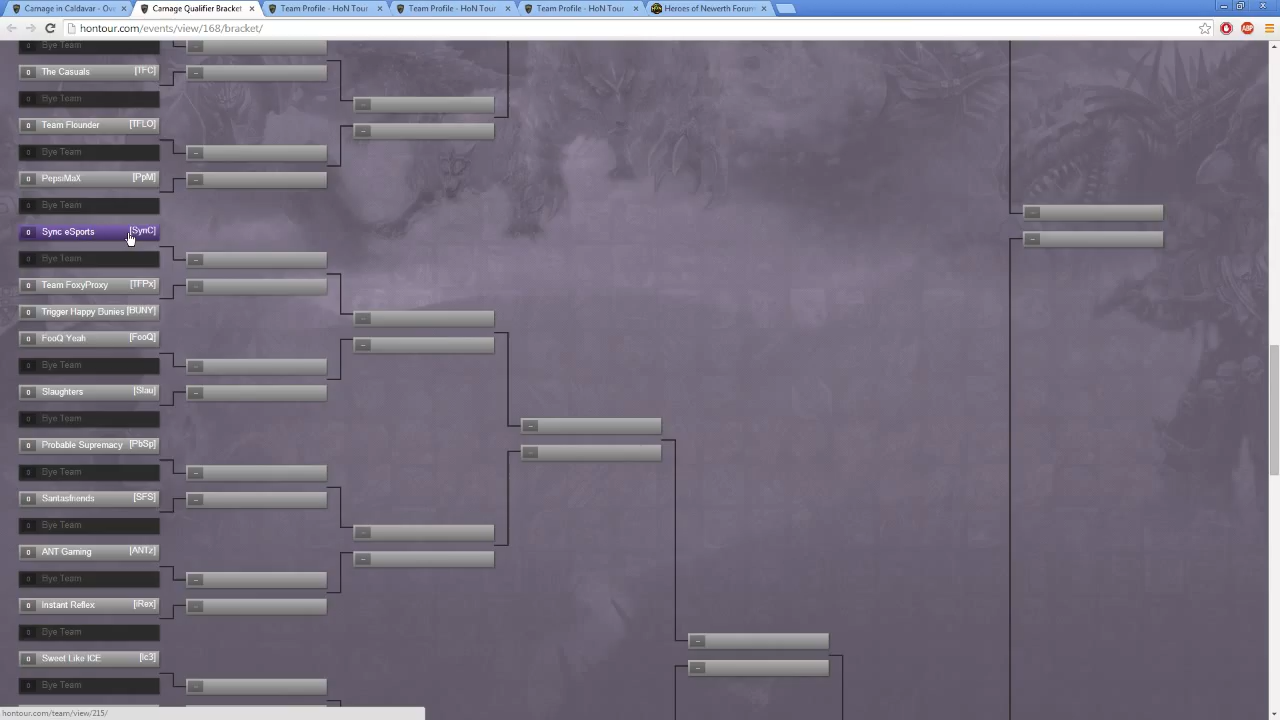 Carnage in Caldavar - Ov
Carnage Qualifier Bracket
Team Profile - HoN Tour
Team Profile - HoN Tour
Team Profile - HoN Tour
Heroes of Newerth Forum
hontour.com/events/view/168/bracket/
ABP
Bye Team
0 The Casuals [TFC]
Bye Team
0 Team Flounder [TFLO]
Bye Team
0 PepsiMaX [PpM]
Bye Team
0 Sync eSports [SynC]
Bye Team
0 Team FoxyProxy [TFPx]
0 Trigger Happy Bunies [BUNY]
0 FooQ Yeah [FooQ]
Bye Team
0 Slaughters [Slau]
Bye Team
0 Probable Supremacy [PbSp]
Bye Team
0 Santasfriends [SFS]
Bye Team
0 ANT Gaming [ANTz]
Bye Team
0 Instant Reflex [iRex]
Bye Team
0 Sweet Like ICE [Ic3]
Bye Team
hontour.com/team/view/215/